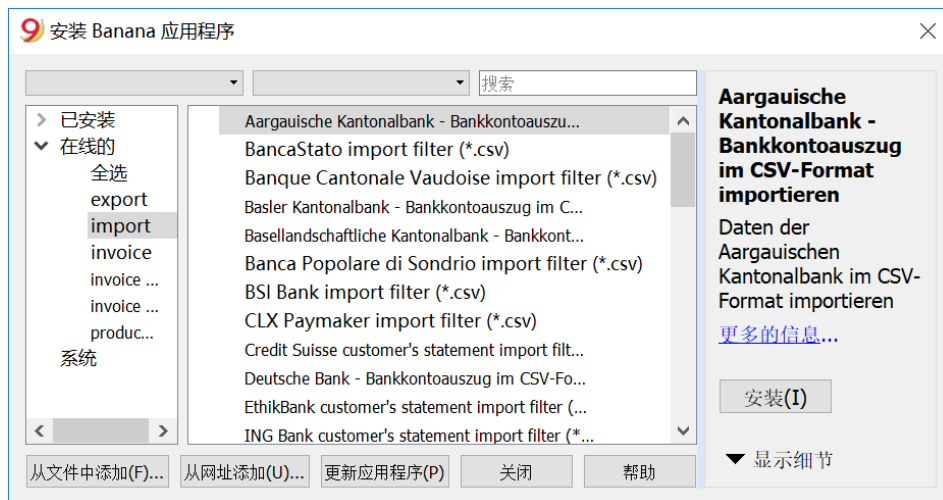 9 安装 Banana 应用程序
搜索
已安装
在线的
全选
export
import
invoice
invoice ...
invoice ...
produc...
系统
Aargauische Kantonalbank - Bankkontoauszu...
BancaStato import filter (*.csv)
Banque Cantonale Vaudoise import filter (*.csv)
Basler Kantonalbank - Bankkontoauszug im C...
Basellandschaftliche Kantonalbank - Bankkont...
Banca Popolare di Sondrio import filter (*.csv)
BSI Bank import filter (*.csv)
CLX Paymaker import filter (*.csv)
Credit Suisse customer's statement import filt...
Deutsche Bank - Bankkontoauszug im CSV-Fo...
EthikBank customer's statement import filter (...
ING Bank customer's statement import filter (*...
Aargauische
Kantonalbank -
Bankkontoauszug
im CSV-Format
importieren
Daten der
Aargauischen
Kantonalbank im CSV-
Format importieren
更多的信息...
安装(I)
显示细节
从文件中添加(F)...
从网址添加(U)...
更新应用程序(P)
关闭
帮助